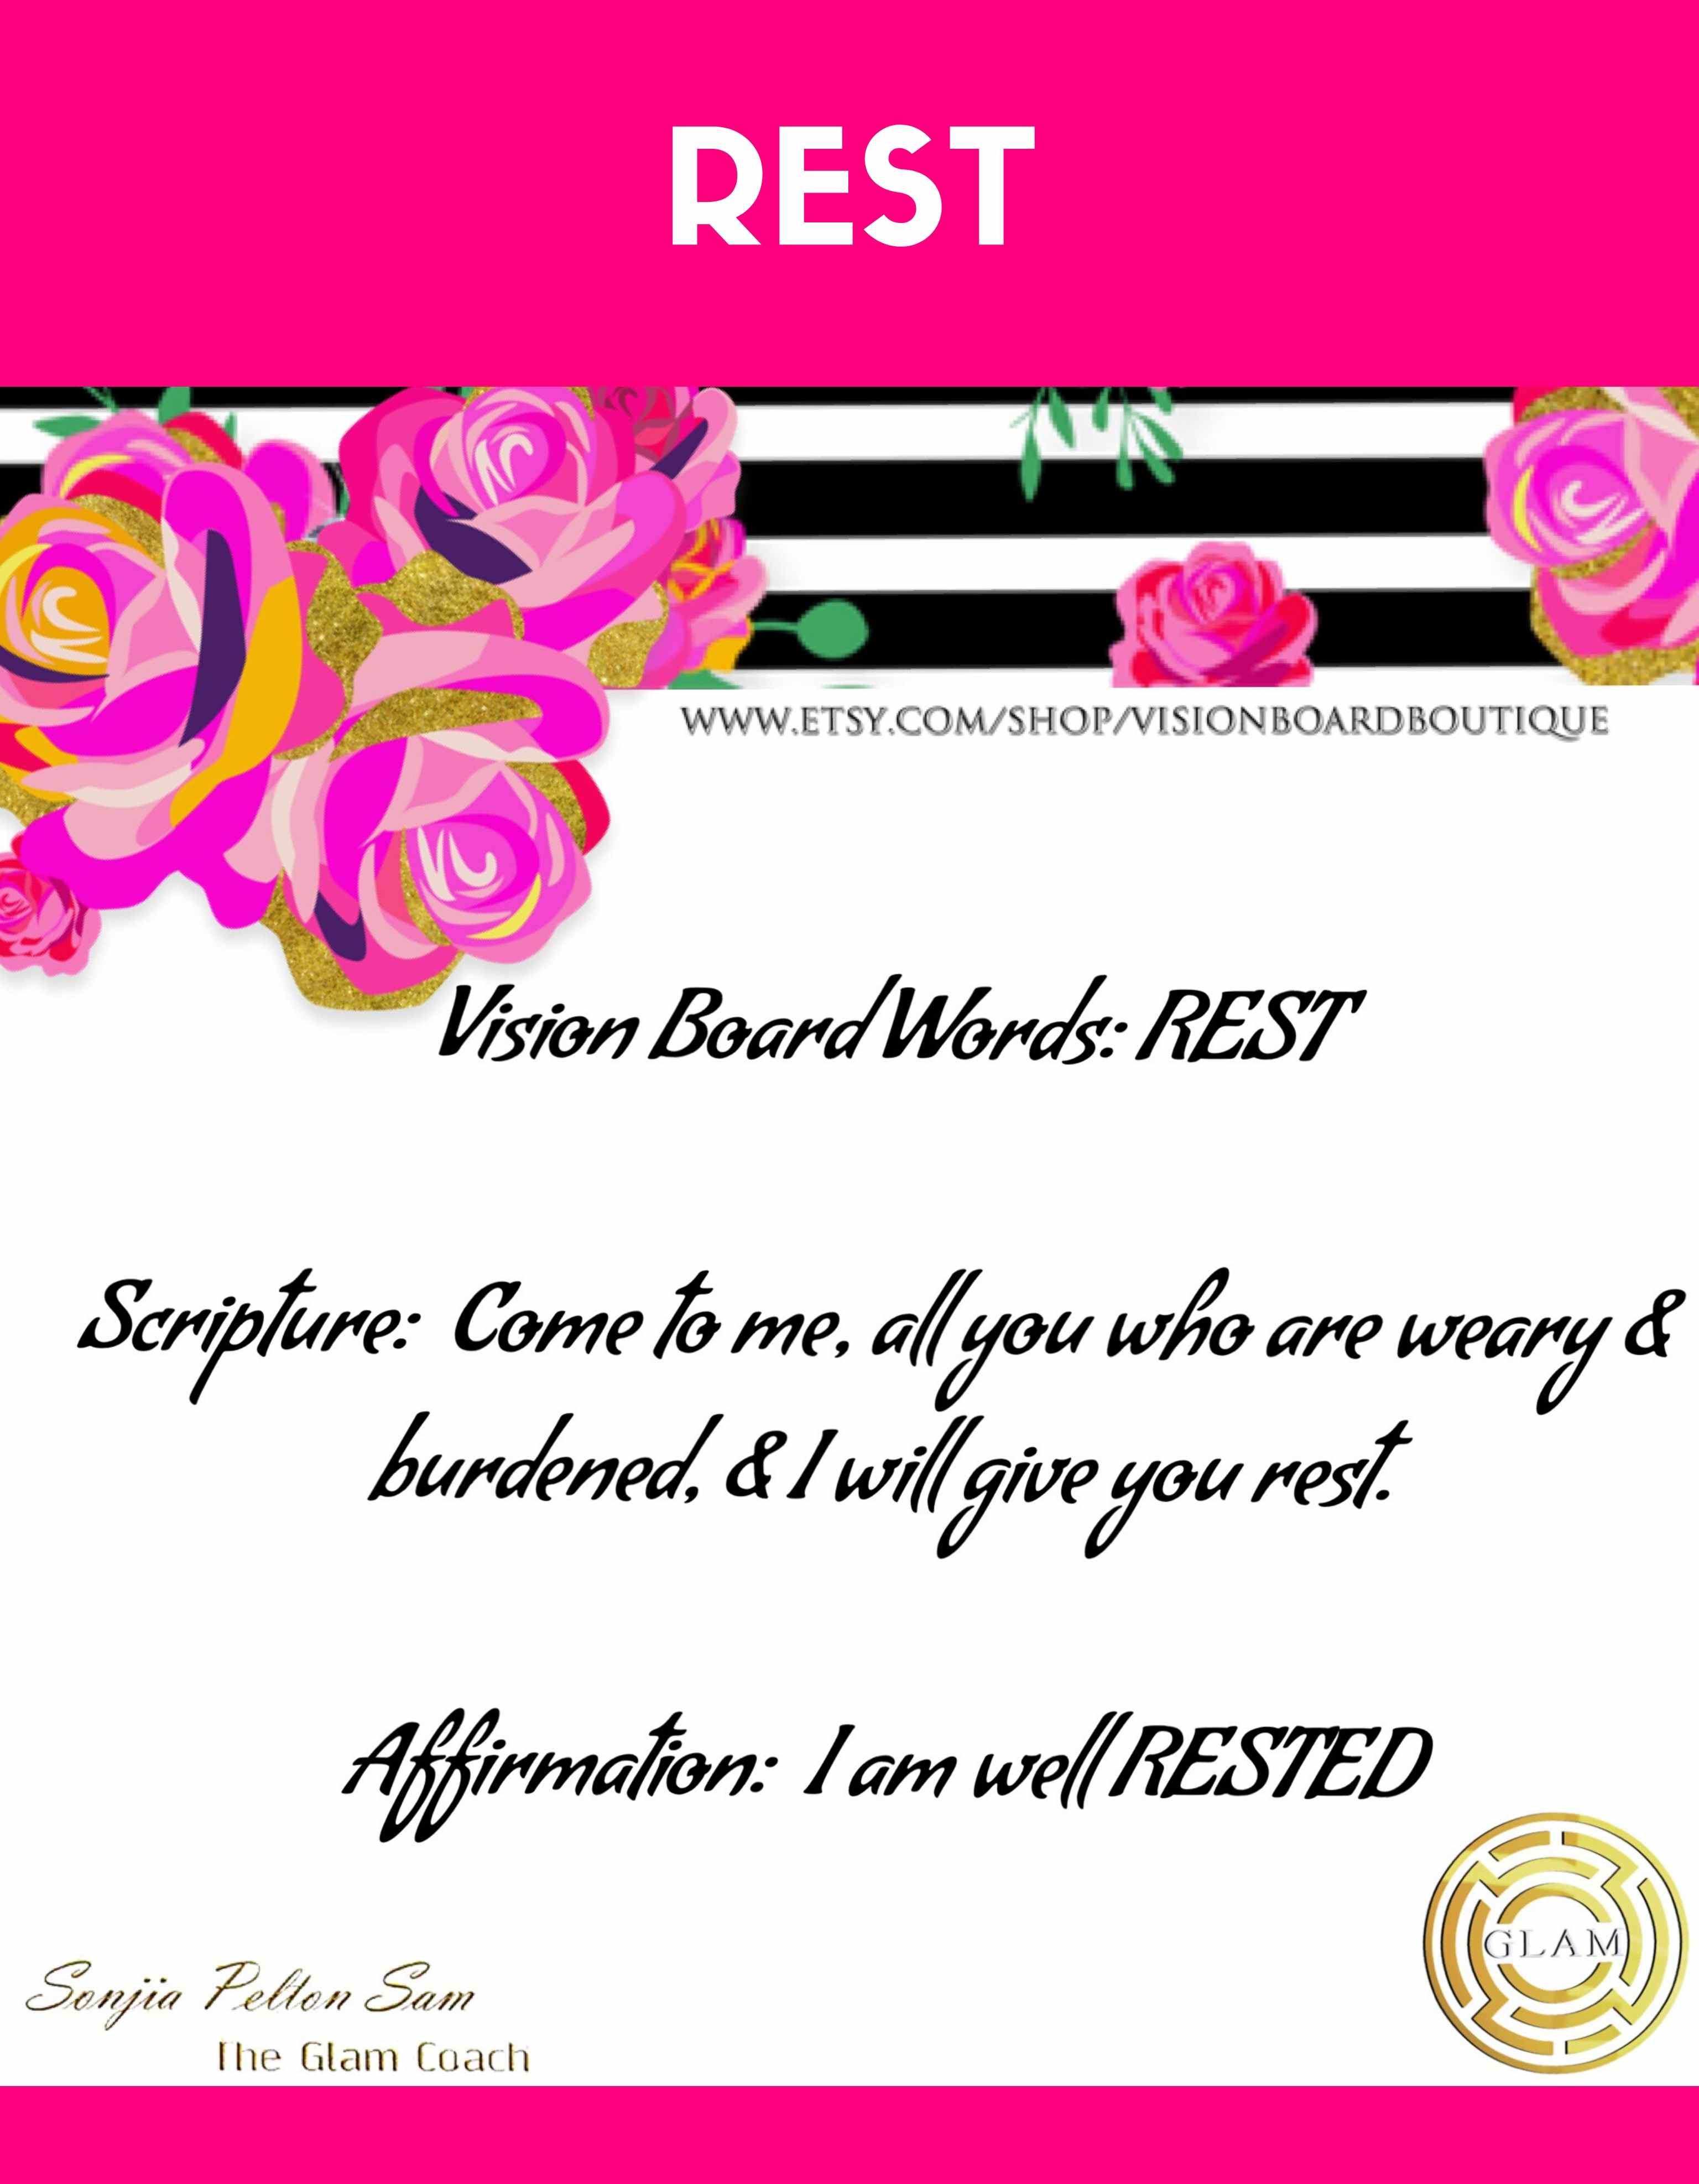 REST
WWW.ETSY.COM/SHOP/VISIONBOARDBOUTIQUE
Vision Board Words: REST
Scripture: Come to me, all you who are weary &
burdened, & I will give you rest.
Affirmation: I am well RESTED
GLAM
Sonjia Pelton Sam
The Glam Coach